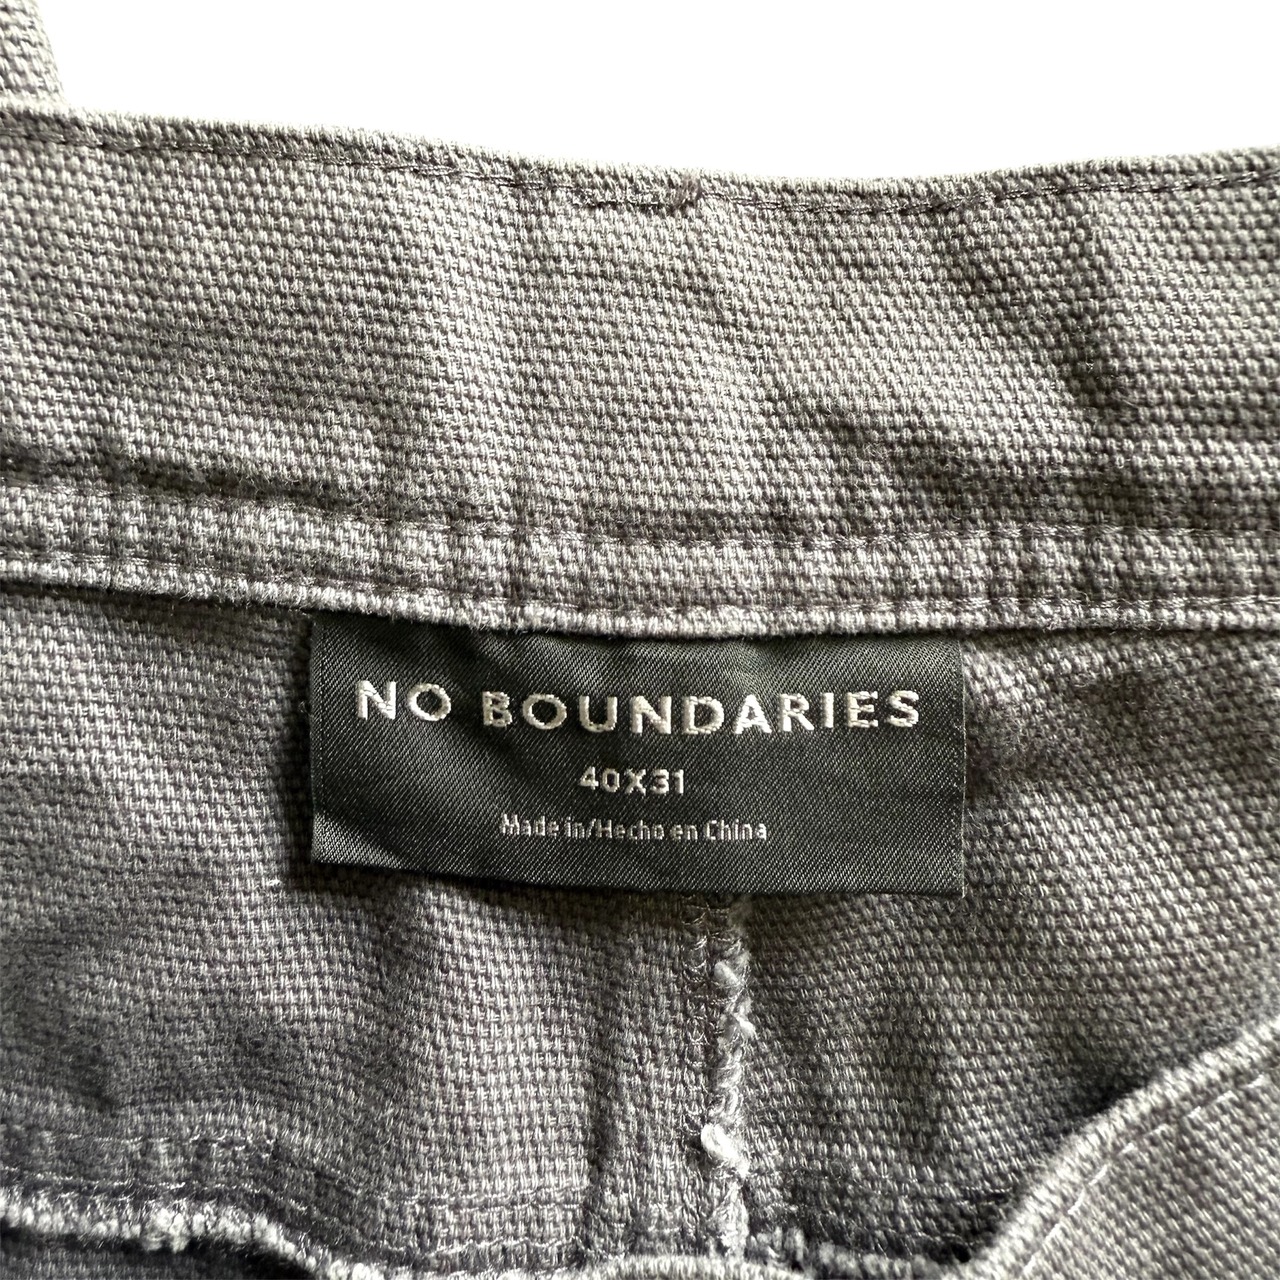 NO BOUNDARIES
40X31
Made in/Hecho en China